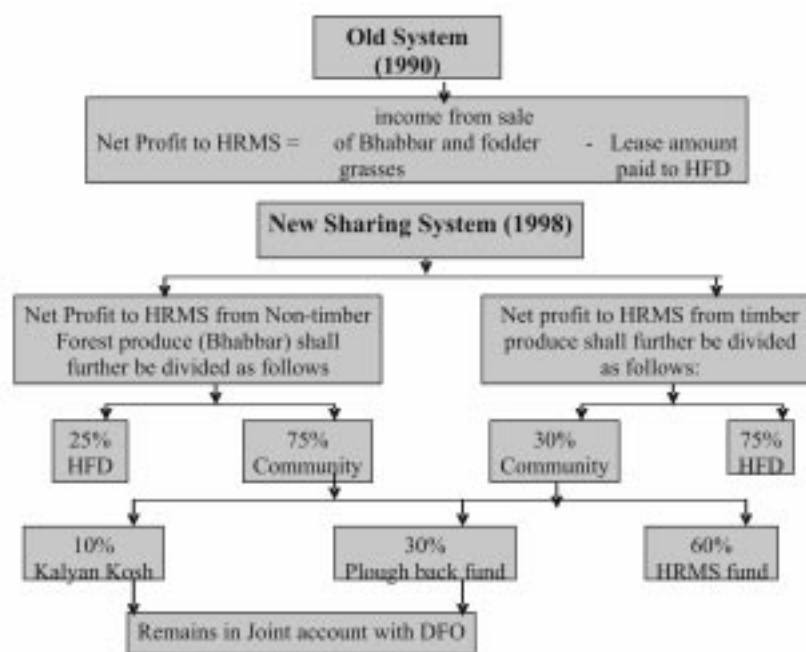 Old System
(1990)
income from sale
Net Profit to HRMS = of Bhabbar and fodder - Lease amount
grasses paid to HFD
New Sharing System (1998)
Net Profit to HRMS from Non-timber
Forest produce (Bhabbar) shall
further be divided as follows
Net profit to HRMS from timber
produce shall further be divided
as follows:
25%
HFD
75%
Community
30%
Community
75%
HFD
10%
Kalyan Kosh
30%
Plough back fund
60%
HRMS fund
Remains in Joint account with DFO